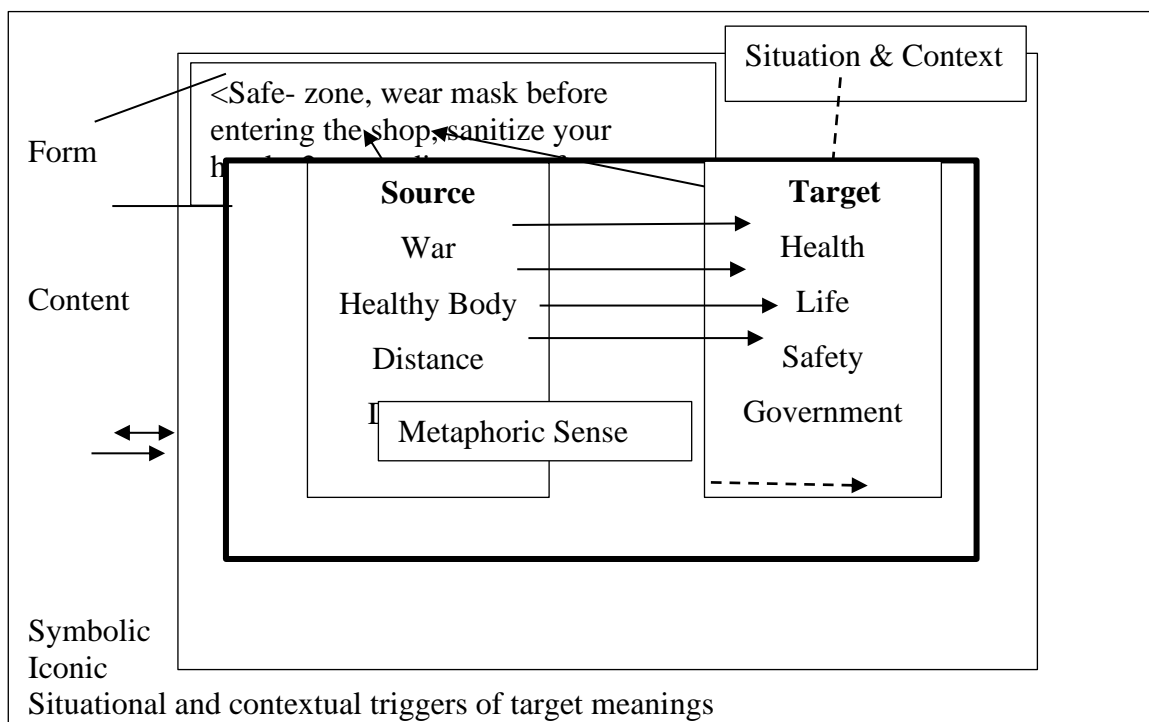 Situation & Context
<Safe- zone, wear mask before
entering the shop, sanitize your
Form
Source
Target
War
Health
Content
Healthy Body
Life
Distance
Safety
Government
Metaphoric Sense
Symbolic
Iconic
Situational and contextual triggers of target meanings